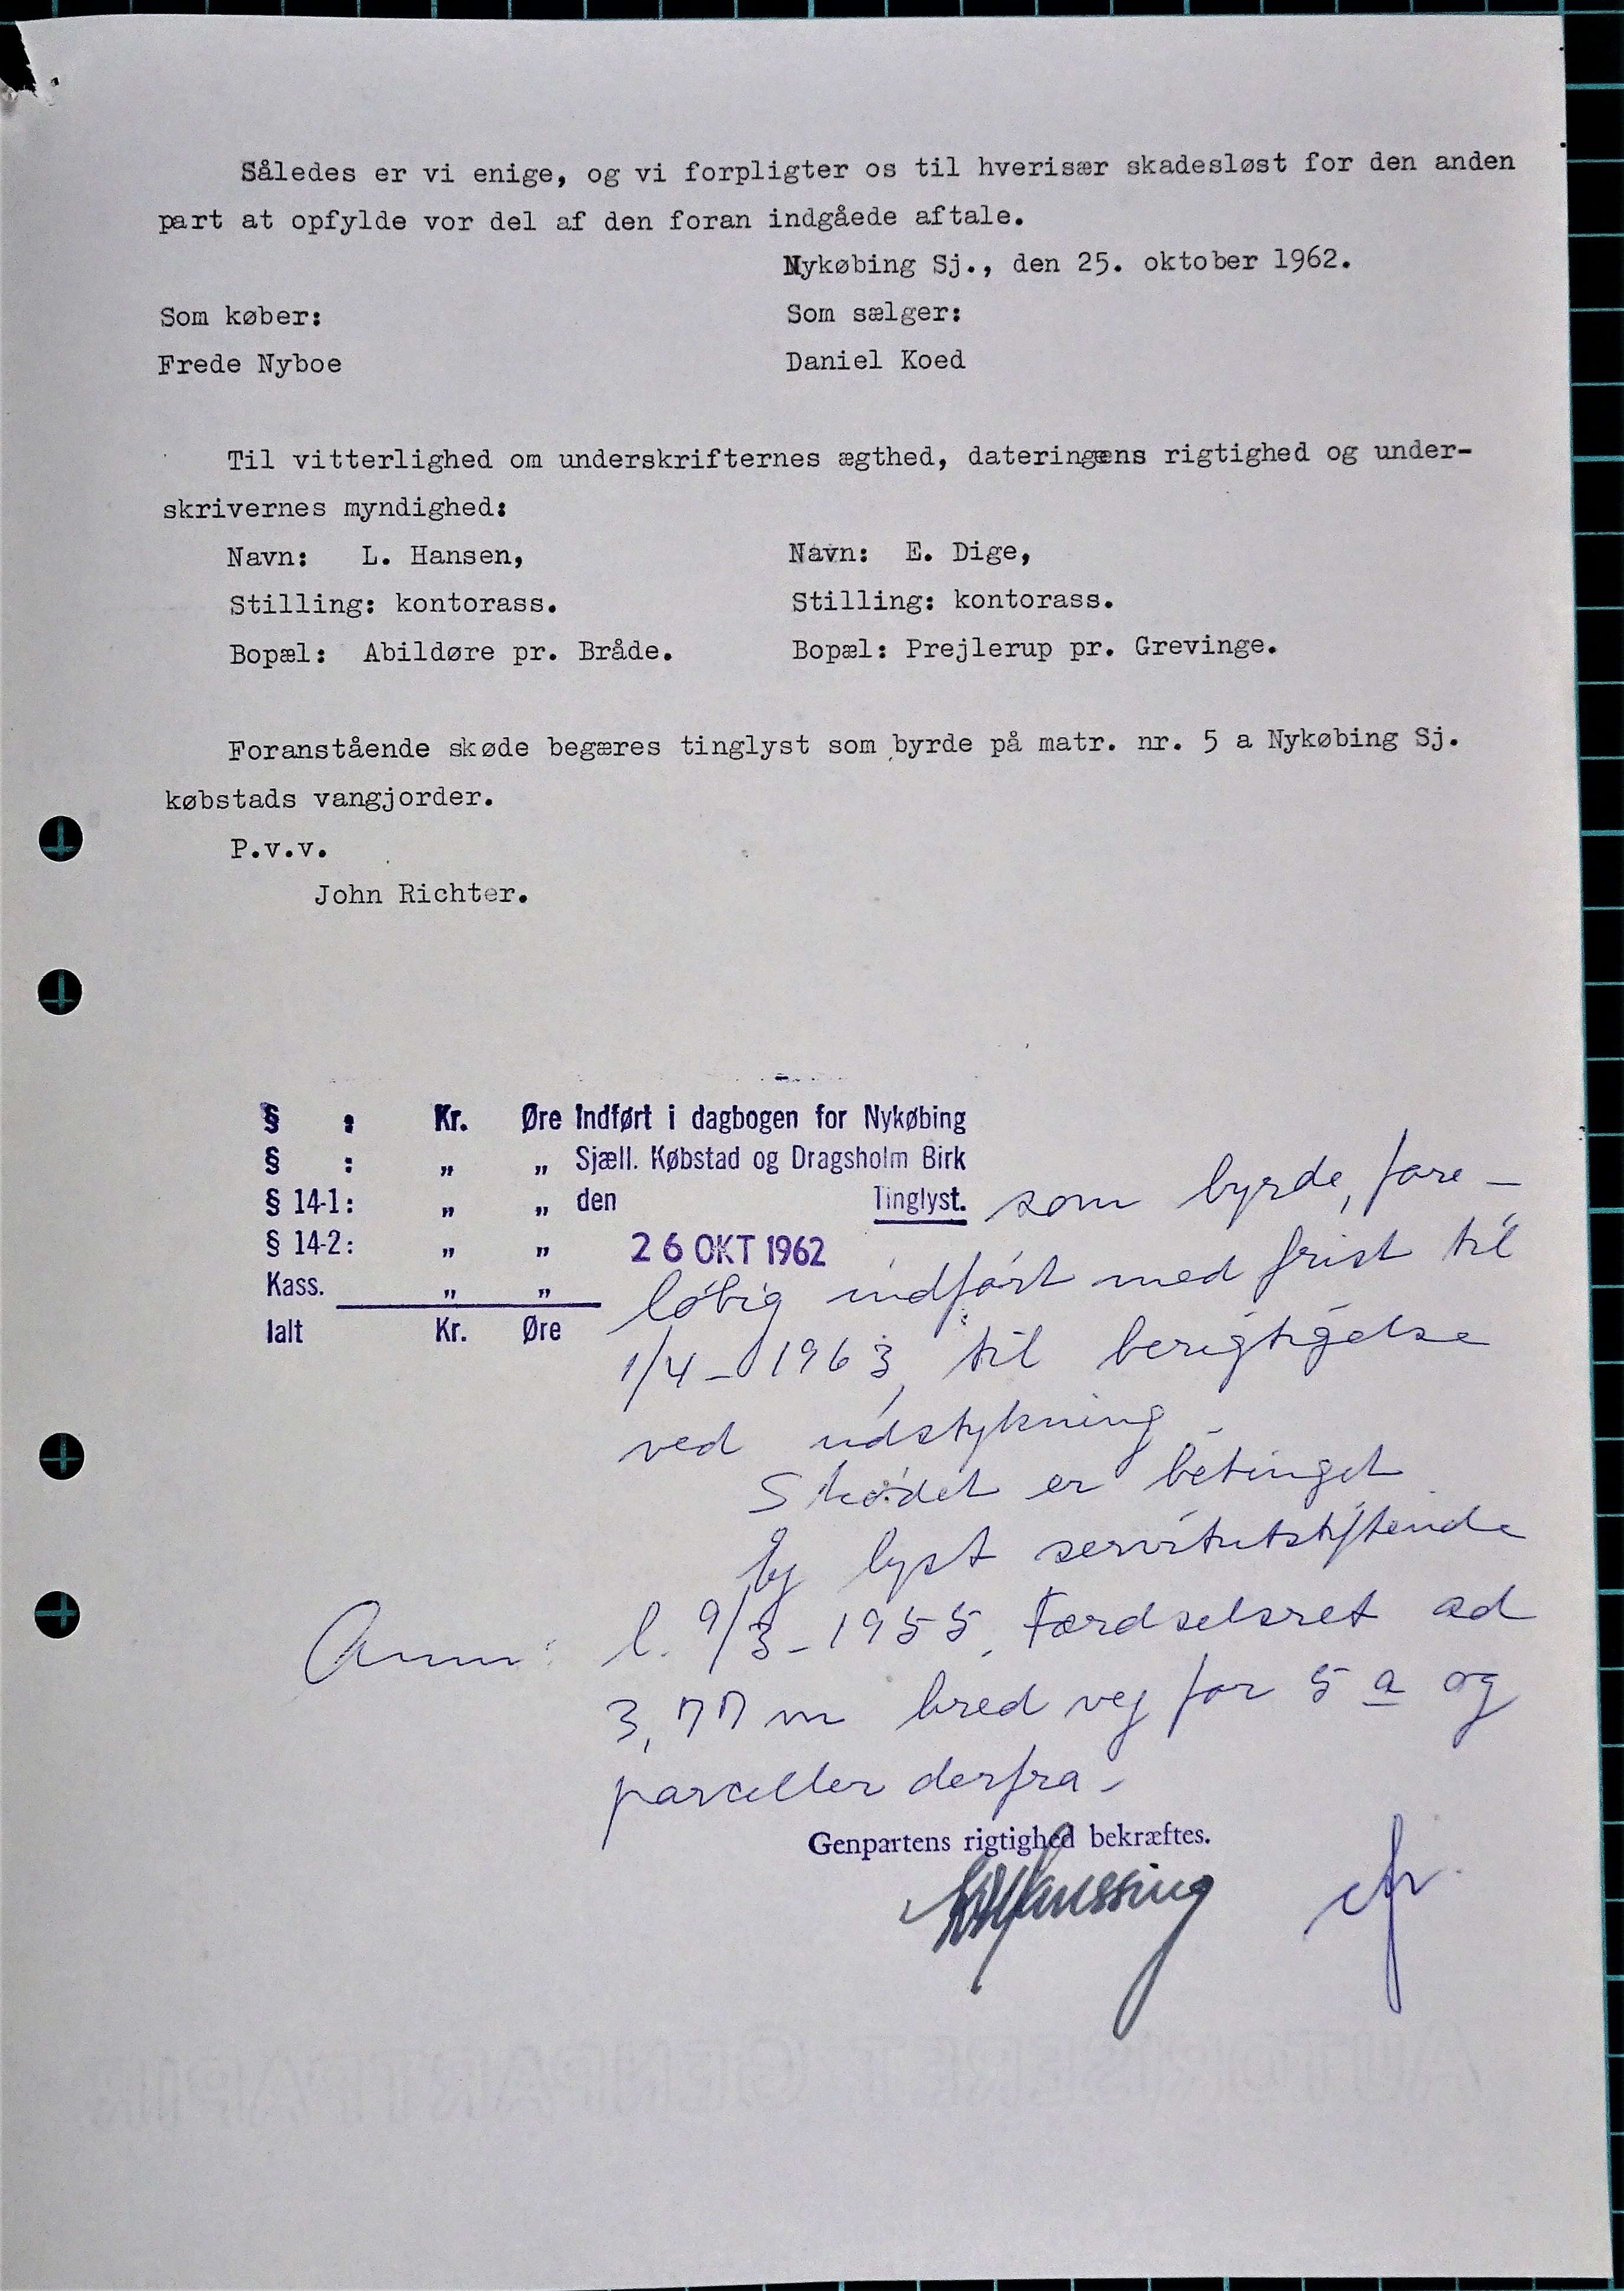 Således er vi enige, og vi forpligter os til hverisær skadesløst for den anden
part at opfylde vor del af den foran indgåede aftale.
Nykøbing Sj., den 25. oktober 1962.
Som køber: Som sælger:
Frede Nyboe Daniel Koed
Til vitterlighed om underskrifternes ægthed, dateringens rigtighed og under-
skrivernes myndighed:
Navn: L. Hansen, Navn: E. Dige,
Stilling: kontorass. Stilling: kontorass.
Bopæl: Abildøre pr. Bråde. Bopæl: Prejlerup pr. Grevinge.
Foranstående skøde begæres tinglyst som byrde på matr. nr. 5 a Nykøbing Sj.
købstads vangjorder.
P.v.v.
John Richter.
§ : Kr. Øre Indført i dagbogen for Nykøbing
§ : „ „ Sjæll. Købstad og Dragsholm Birk
§ 14-1: „ „ den Tinglyst. som byrde, fore-
§ 14-2: „ „ 26 OKT 1962
Kass. „ „ løbig indført med frist til
Ialt Kr. Øre
1/4-1963, til berigtigelse
ved udstykning.
Skødet er betinget
Ej lyst servitutstiftende
Anm: l. 9/3-1955. Færdselsret ad
3,77 m bred vej for 5 a og
parceller derfra.
Genpartens rigtighed bekræftes.
AUTORISERET GENPARTPAPIR